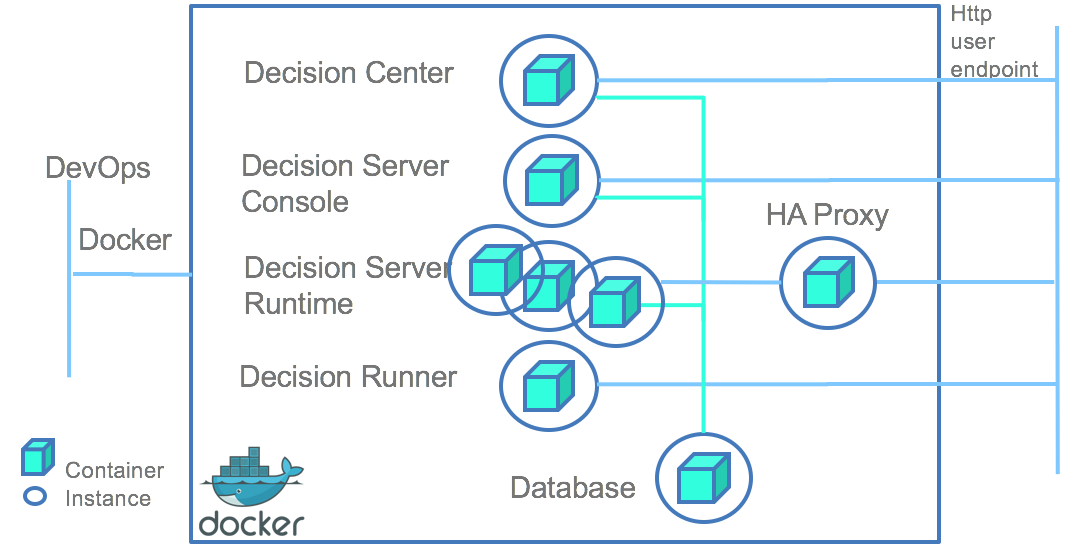 Http
user
endpoint
Decision Center
Decision Server
Console
DevOps
HA Proxy
Docker
Decision Server
Runtime
Decision Runner
Container
Instance
Database
docker